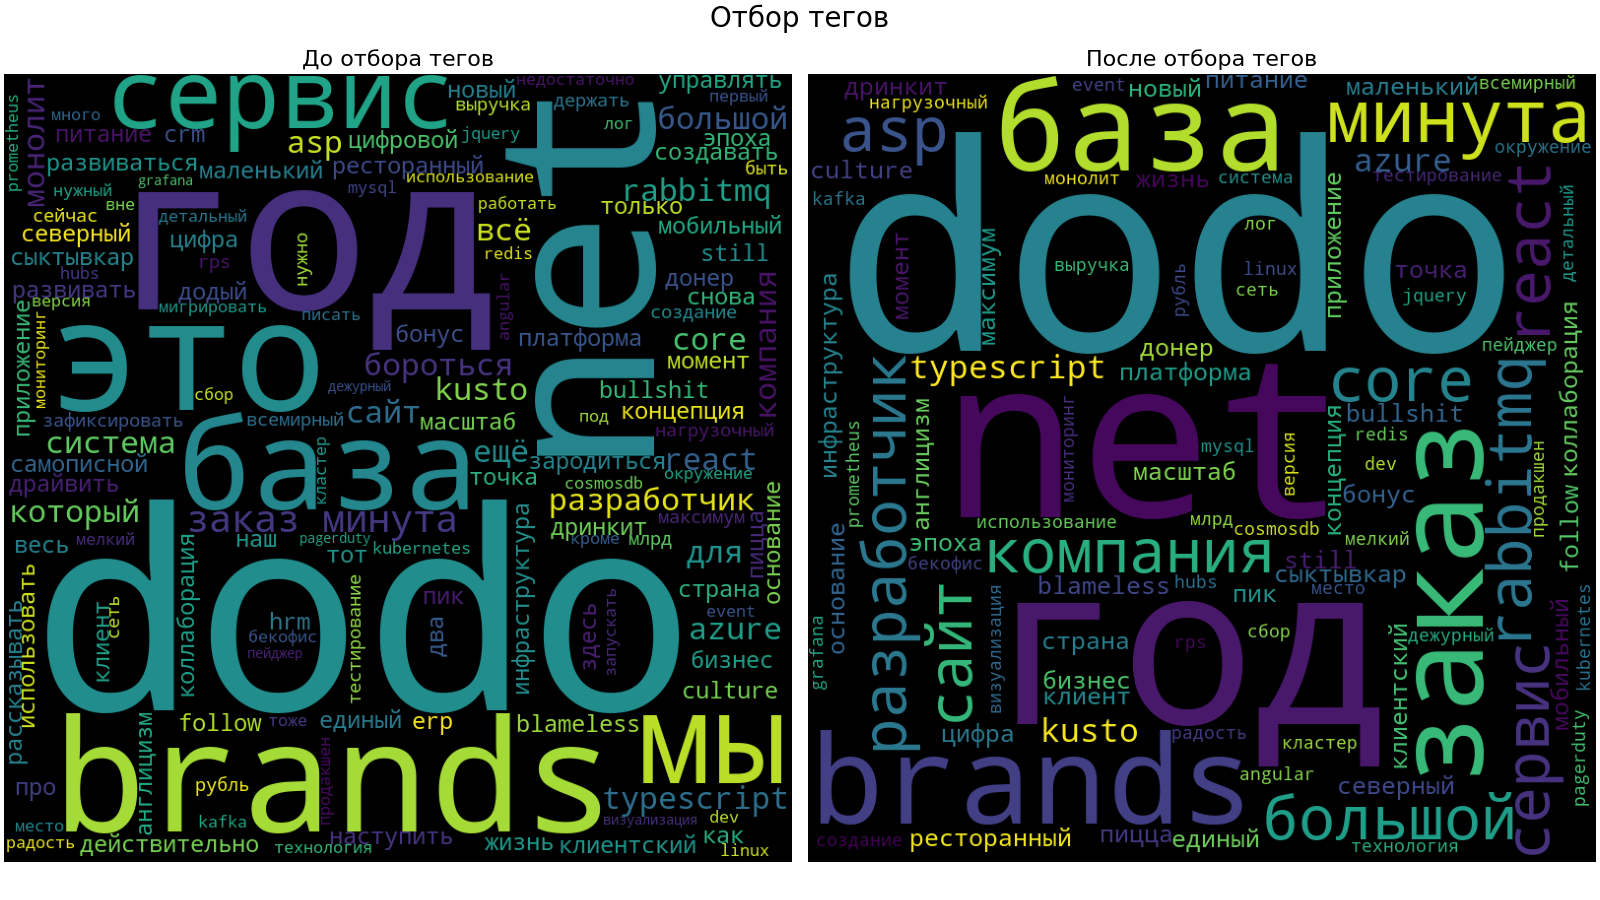 Отбор тегов
До отбора тегов
После отбора тегов
сервис
новый
недостаточно
управлять
монолит
много
выручка
держать
первый
prometheus
питание
crm
asp
цифровой
jquery
лог
большой
эпоха
развиваться
маленький
ресторанный
создавать
grafana
нужный
mysql
использование
быть
вне
rabbitmq
сейчас
детальный
работать
только
северный
цифра
всё
мобильный
год
net
сыктывкар
rps
нужно
redis
still
hubs
донер
развивать
додый
angular
снова
версия
мигрировать
писать
создание
приложение
мониторинг
это
бонус
платформа
core
компания
бороться
момент
сбор
дежурный
kusto
bullshit
зафиксировать
всемирный
сайт
масштаб
под
концепция
система
база
кластер
ещё
нагрузочный
самописной
зародиться
react
драйвить
точка
cosmosdb
окружение
который
заказ
минута
разработчик
основание
дринкит
максимум
пицца
весь
мелкий
наш
pagerduty
тот
kubernetes
кроме
млрд
для
dodo
коллаборация
инфраструктура
использовать
рассказывать
клиент
сеть
hrm
бекофис
пейджер
тестирование
пик
два
здесь
запускать
страна
event
azure
бизнес
culture
follow
тоже
единый
erp
blameless
brands
мы
англицизм
продакшен
про
рубль
typescript
место
kafka
визуализация
dev
радость
действительно
технология
наступить
жизнь
клиентский
как
linux
дринкит
event
новый
питание
маленький
всемирный
нагрузочный
база
минута
asp
azure
окружение
culture
монолит
жизнь
система
тестирование
kafka
dodo
лог
приложение
react
детальный
момент
выручка
максимум
рубль
linux
сеть
точка
jquery
инфраструктура
typescript
донер
платформа
пейджер
core
net
bullshit
коллаборация
follow
prometheus
разработчик
англицизм
мониторинг
mysql
масштаб
версия
концепция
redis
dev
бонус
заказ
rabbitmq
продакшен
использование
млрд
cosmosdb
эпоха
бекофис
компания
still
мелкий
основание
blameless
hubs
сыктывкар
пик
место
grafana
сайт
визуализация
год
страна
rps
сбор
дежурный
kubernetes
бизнес
клиент
клиентский
сервис
мобильный
цифра
kusto
радость
кластер
brands
angular
северный
pagerduty
большой
создание
ресторанный
пицца
единый
технология